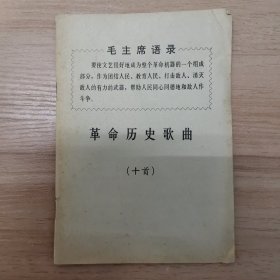 毛主席语录
要使文艺很好地成为整个革命机器的一个组成
部分，作为团结人民、教育人民、打击敌人、消灭
敌人的有力的武器，帮助人民同心同德地和敌人作
斗争。
革命历史歌曲
（十首）